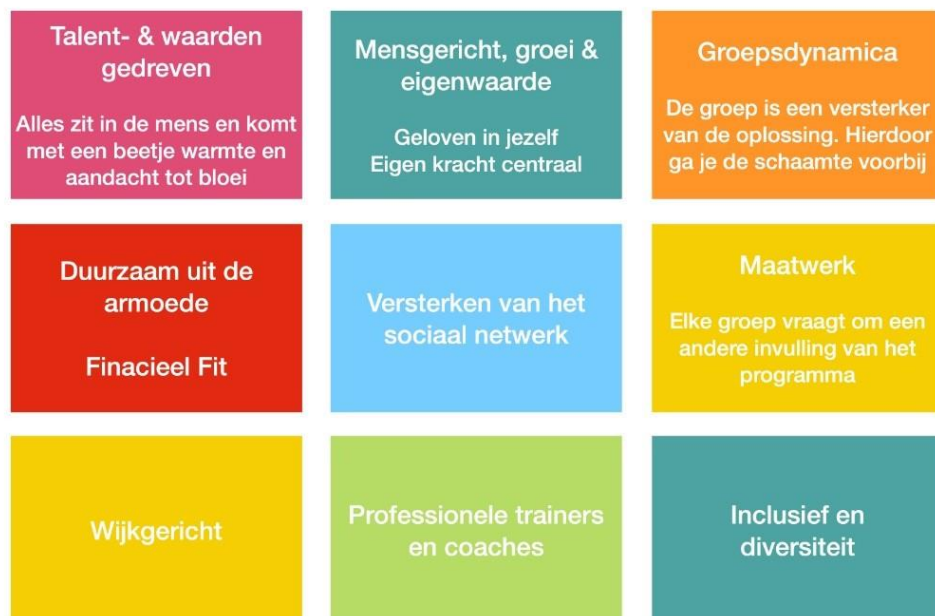 Talent- & waarden
gedreven
Alles zit in de mens en komt
met een beetje warmte en
aandacht tot bloei
Mensgericht, groei &
eigenwaarde
Geloven in jezelf
Eigen kracht centraal
Groepsdynamica
De groep is een versterker
van de oplossing. Hierdoor
ga je de schaamte voorbij
Duurzaam uit de
armoede
Finacieel Fit
Versterken van het
sociaal netwerk
Maatwerk
Elke groep vraagt om een
andere invulling van het
programma
Wijkgericht
Professionele trainers
en coaches
Inclusief en
diversiteit